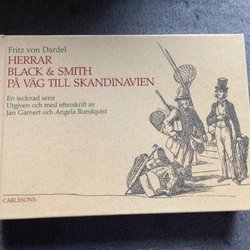 Fritz von Dardel
HERRAR
BLACK & SMITH
PÅ VÄG TILL SKANDINAVIEN
En tecknad serie
Utgiven och med efterskrift av
Jan Garnert och Angela Rundquist
CARLSSONS